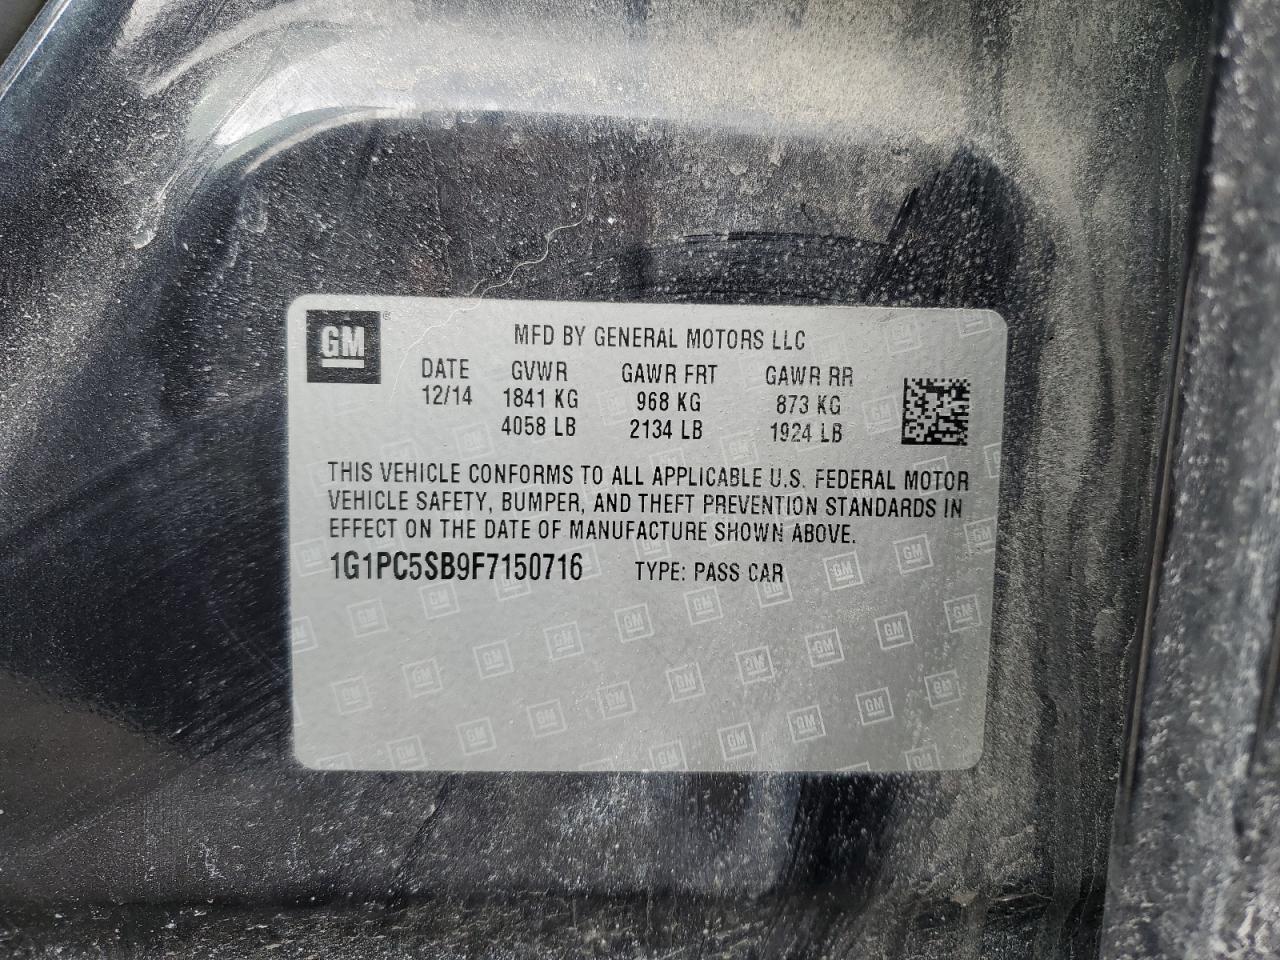 GM ®
MFD BY GENERAL MOTORS LLC
DATE GVWR GAWR FRT GAWR RR
12/14 1841 KG 968 KG 873 KG
4058 LB 2134 LB 1924 LB
THIS VEHICLE CONFORMS TO ALL APPLICABLE U.S. FEDERAL MOTOR
VEHICLE SAFETY, BUMPER, AND THEFT PREVENTION STANDARDS IN
EFFECT ON THE DATE OF MANUFACTURE SHOWN ABOVE.
1G1PC5SB9F7150716 TYPE: PASS CAR